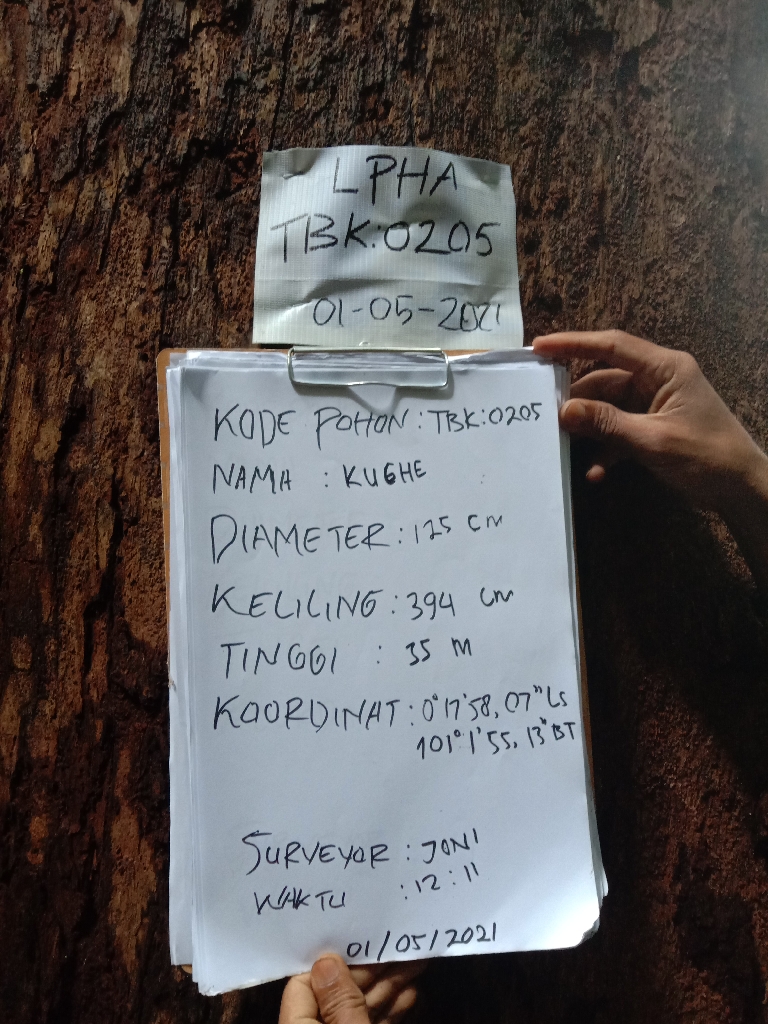 LPHA
TBK:0205
01-05-2021
KODE POHON : TBK:0205
NAMA : KUGHE
DIAMETER : 125 cm
KELILING : 394 cm
TINGGI : 35 M
KOORDINAT : 0°17'58,07" LS
101°1'55,13" BT
SURVEYOR : JONI
WAKTU : 12:11
01/05/2021